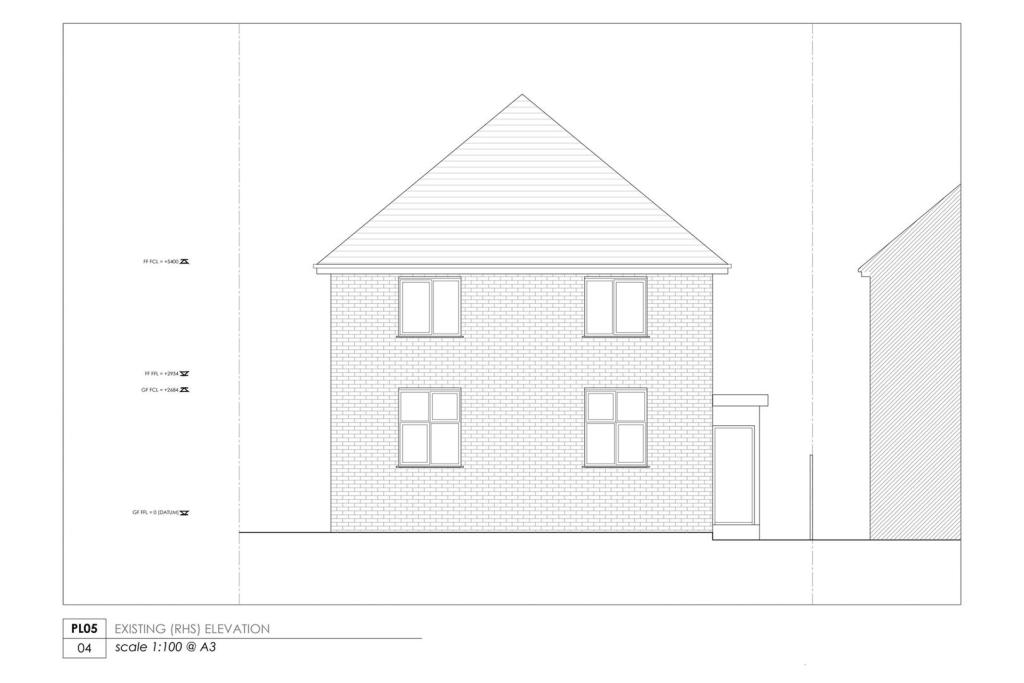 FF FCL = +5400
FF FFL = +2934
GF FCL = +2684
GF FFL = 0 (DATUM)
PL05 EXISTING (RHS) ELEVATION
04 scale 1:100 @ A3